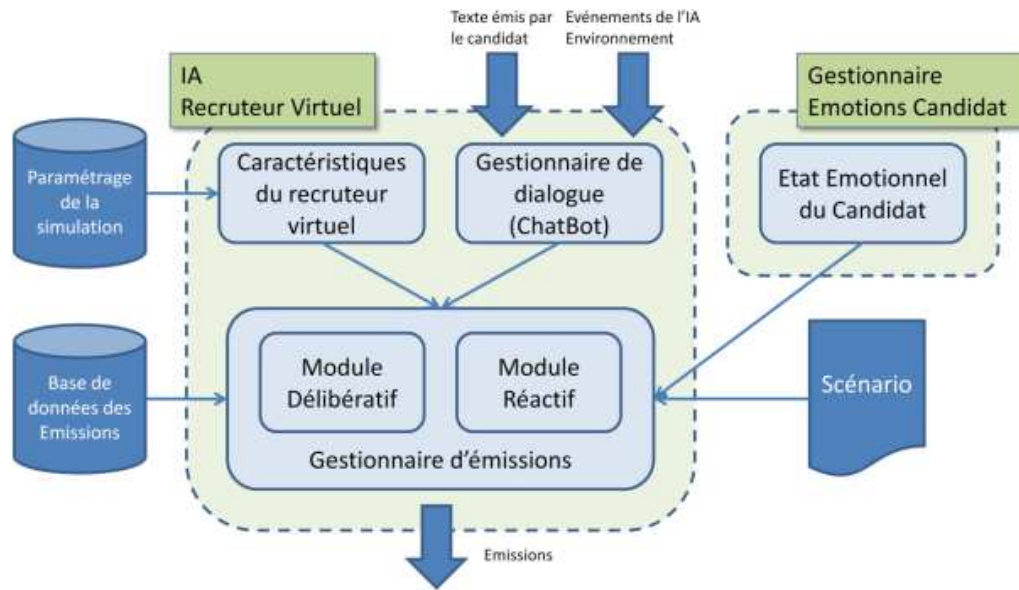 Texte émis par
le candidat
Evénements de l'IA
Environnement
IA
Recruteur Virtuel
Gestionnaire
Emotions Candidat
Paramétrage
de la
simulation
Caractéristiques
du recruteur
virtuel
Gestionnaire de
dialogue
(ChatBot)
Etat Emotionnel
du Candidat
Base de
données des
Emissions
Module
Délibératif
Module
Réactif
Gestionnaire d'émissions
Scénario
Emissions